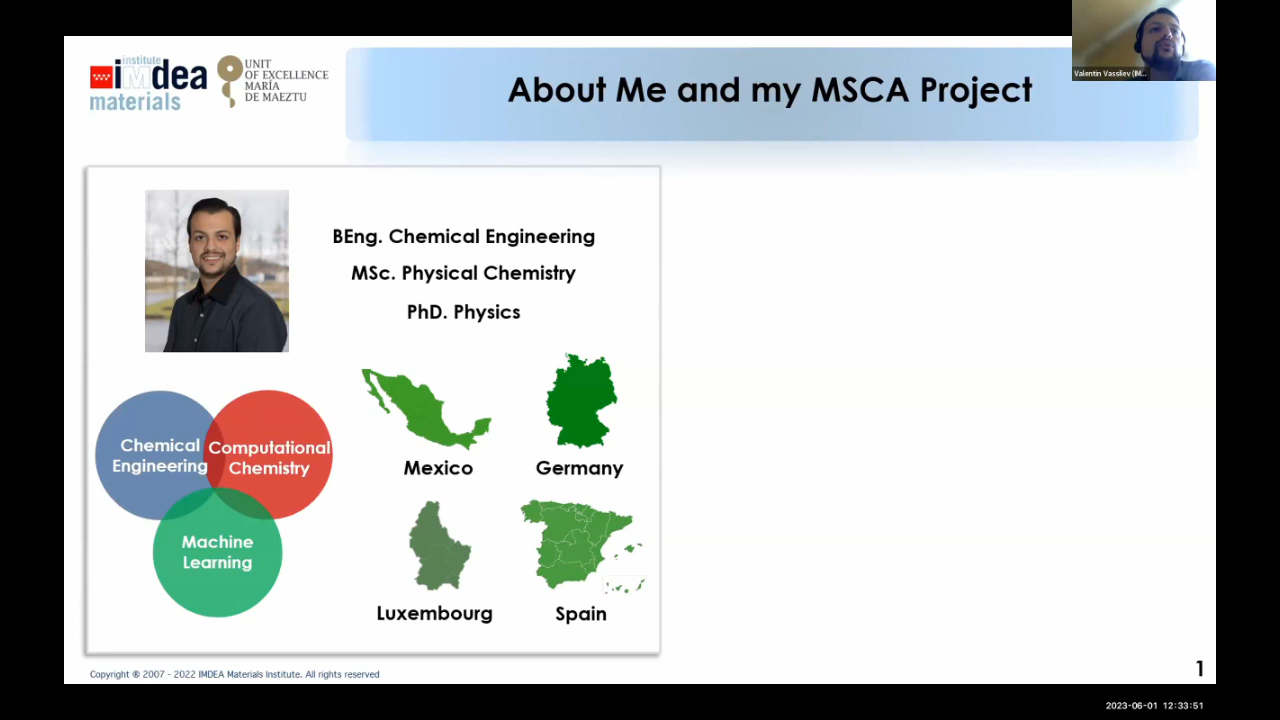 institute
iMdea
materials
UNIT
OF EXCELLENCE
MARÍA
DE MAEZTU
About Me and my MSCA Project
Valentin Vassilev (IM...
BEng. Chemical Engineering
MSc. Physical Chemistry
PhD. Physics
Chemical
Engineering
Computational
Chemistry
Machine
Learning
Mexico
Germany
Luxembourg
Spain
Copyright ® 2007 - 2022 IMDEA Materials Institute. All rights reserved
1
2023-06-01 12:33:51